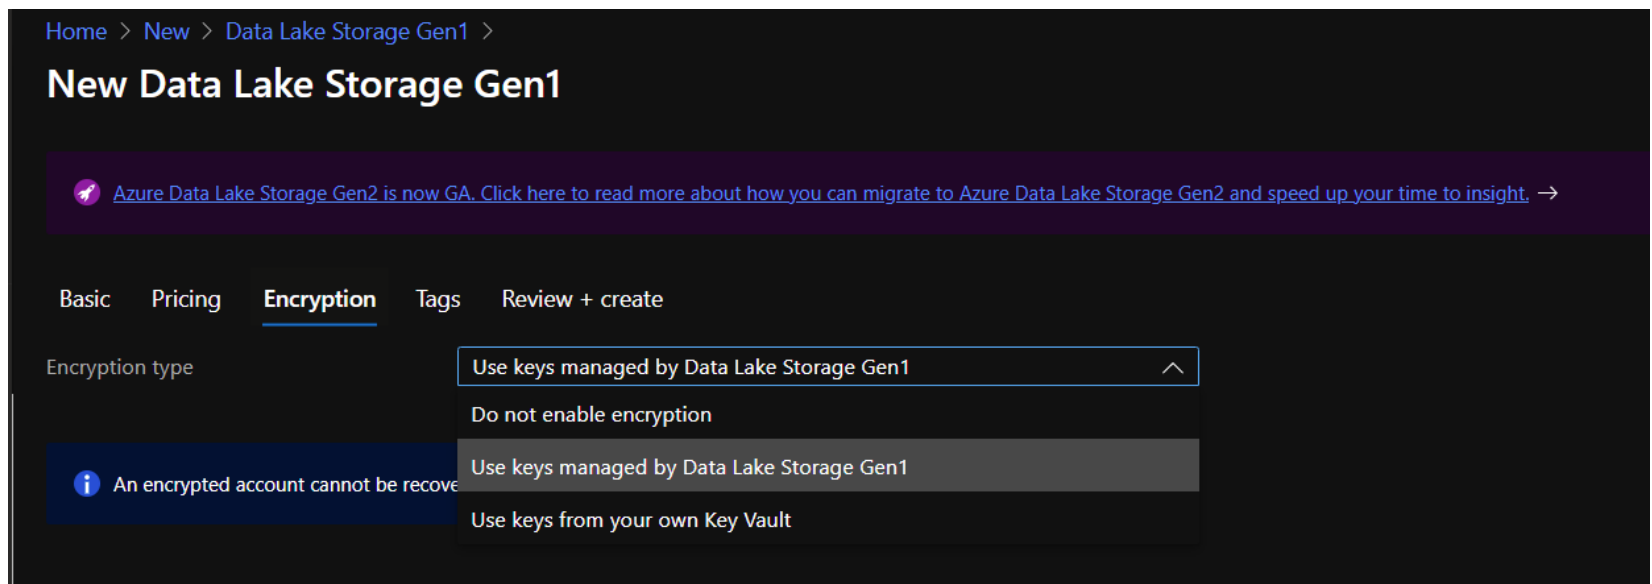 Home > New > Data Lake Storage Gen1 >
New Data Lake Storage Gen1
Azure Data Lake Storage Gen2 is now GA. Click here to read more about how you can migrate to Azure Data Lake Storage Gen2 and speed up your time to insight. →
Basic Pricing Encryption Tags Review + create
Encryption type Use keys managed by Data Lake Storage Gen1
Do not enable encryption
Use keys managed by Data Lake Storage Gen1
An encrypted account cannot be recove
Use keys from your own Key Vault